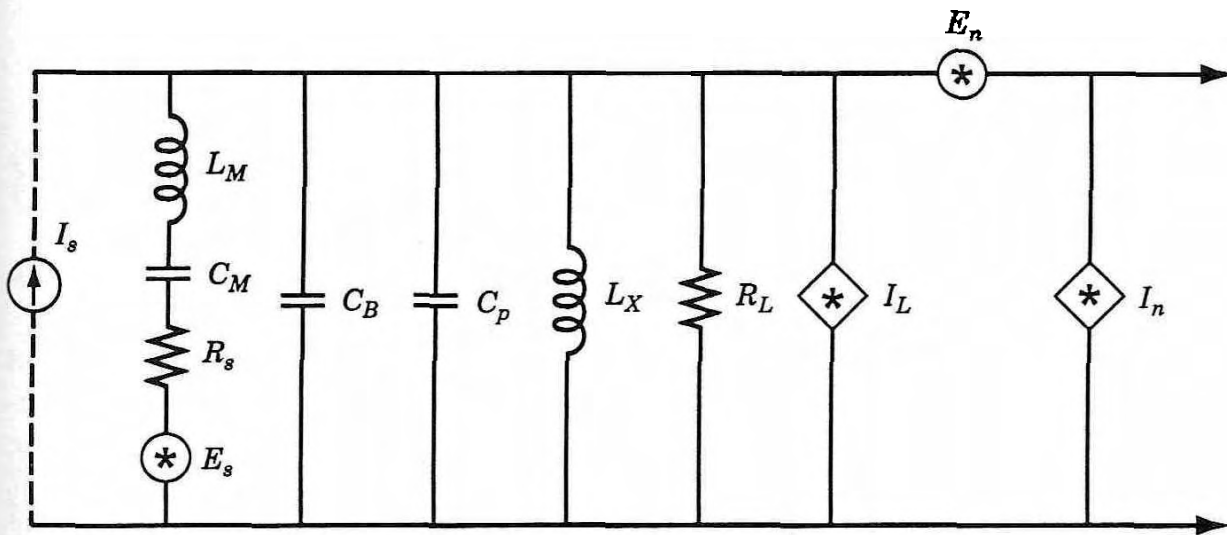 E_n
I_s
L_M
C_M
R_s
E_s
C_B
C_p
L_X
R_L
I_L
I_n